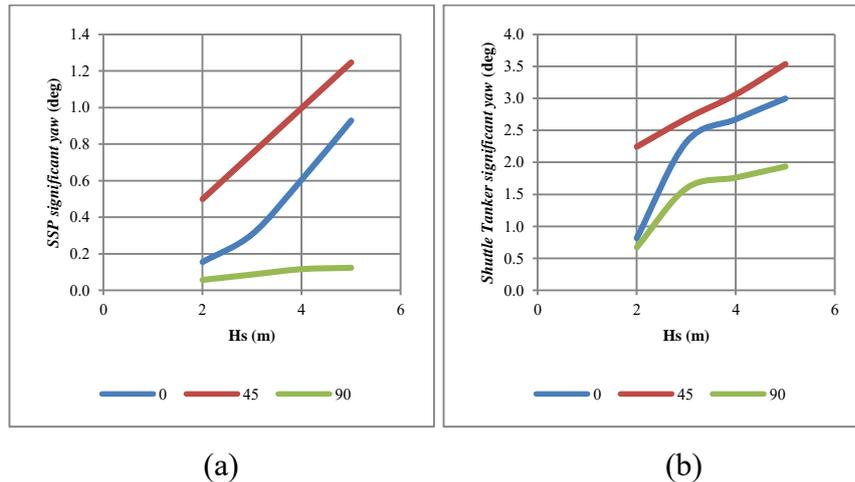 SSP significant yaw (deg)
1.4
1.2
1.0
0.8
0.6
0.4
0.2
0.0
0 2 4 6
Hs (m)
0 45 90
(a)
Shuttle Tanker significant yaw (deg)
4.0
3.5
3.0
2.5
2.0
1.5
1.0
0.5
0.0
0 2 4 6
Hs (m)
0 45 90
(b)